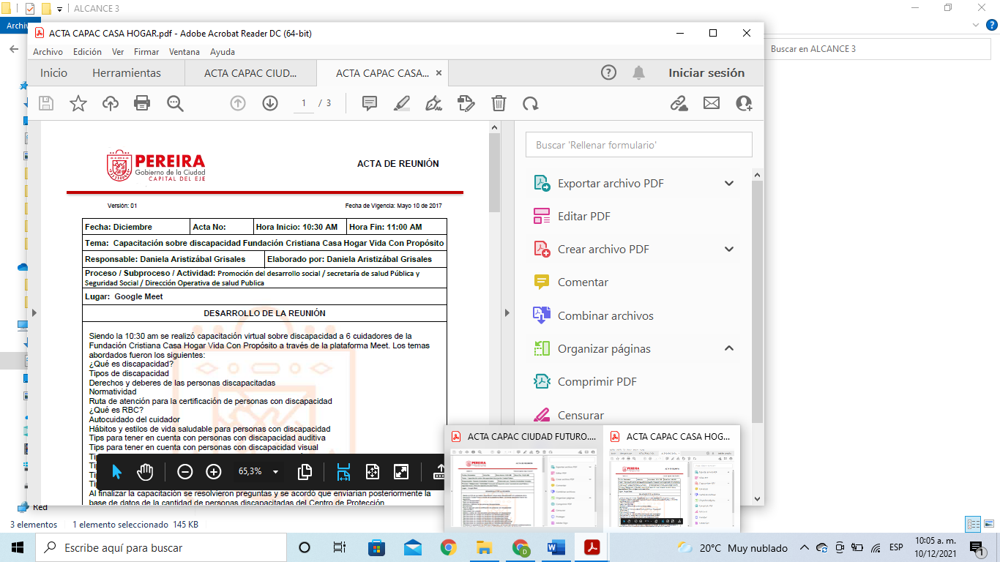 ALCANCE 3
Archiv
ACTA CAPAC CASA HOGAR.pdf - Adobe Acrobat Reader DC (64-bit)
Archivo Edición Ver Firmar Ventana Ayuda
Buscar en ALCANCE 3
Inicio Herramientas ACTA CAPAC CIUD... ACTA CAPAC CASA... Iniciar sesión
1 / 3
PEREIRA
Gobierno de la Ciudad
CAPITAL DEL EJE
ACTA DE REUNIÓN
Versión: 01 Fecha de Vigencia: Mayo 10 de 2017
Fecha: Diciembre Acta No: Hora Inicio: 10:30 AM Hora Fin: 11:00 AM
Tema: Capacitación sobre discapacidad Fundación Cristiana Casa Hogar Vida Con Propósito
Responsable: Daniela Aristizábal Grisales Elaborado por: Daniela Aristizábal Grisales
Proceso / Subproceso / Actividad: Promoción del desarrollo social / secretaría de salud Pública y
Seguridad Social / Dirección Operativa de salud Publica
Lugar: Google Meet
DESARROLLO DE LA REUNIÓN
Siendo la 10:30 am se realizó capacitación virtual sobre discapacidad a 6 cuidadores de la
Fundación Cristiana Casa Hogar Vida Con Propósito a través de la plataforma Meet. Los temas
abordados fueron los siguientes:
¿Qué es discapacidad?
Tipos de discapacidad
Derechos y deberes de las personas discapacitadas
Normatividad
Ruta de atención para la certificación de personas con discapacidad
¿Qué es RBC?
Autocuidado del cuidador
Hábitos y estilos de vida saludable para personas con discapacidad
Tips para tener en cuenta con personas con discapacidad auditiva
Tips para tener en cuenta con personas con discapacidad visual
Al finalizar la capacitación se resolvieron preguntas y se acordó que enviarían posteriormente la
base de datos de la cantidad de personas discapacitadas del Centro de Protección
65,3%
Buscar 'Rellenar formulario'
Exportar archivo PDF
Editar PDF
Crear archivo PDF
Comentar
Combinar archivos
Organizar páginas
Comprimir PDF
Censurar
ACTA CAPAC CIUDAD FUTURO.... ACTA CAPAC CASA HOG...
Red
3 elementos 1 elemento seleccionado 145 KB
Escribe aquí para buscar
20°C Muy nublado
ESP
10:05 a. m.
10/12/2021
1